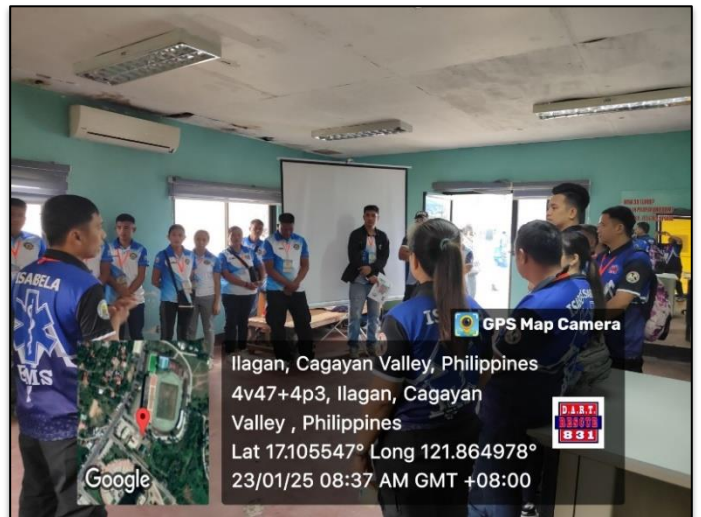 ISABELA
EMS
GPS Map Camera
Ilagan, Cagayan Valley, Philippines
4v47+4p3, Ilagan, Cagayan
Valley , Philippines
Lat 17.105547° Long 121.864978°
23/01/25 08:37 AM GMT +08:00
Google
D.A.R.T.
RESCUE
831